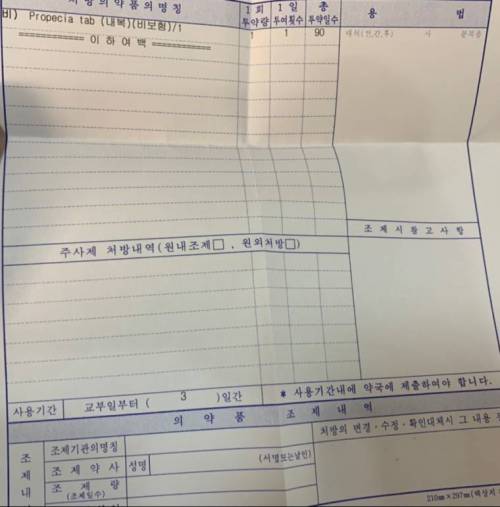 처방의약품의명칭 1회 투약량 1일 투여횟수 총 투약일수 용 법
비) Propecia tab (내복)(비보험)/1 1 1 90
=========== 이 하 여 백 ===========
조 제 시 참 고 사 항
주사제 처방내역(원내조제□ , 원외처방□)
사용기간 교부일부터 ( 3 )일간 * 사용기간내에 약국에 제출하여야 합니다.
의 약 품 조 제 내 역
조 제 내
조제기관의명칭 처방의 변경·수정·확인대체시 그 내용
조 제 약 사 성명 (서명또는날인)
조 제 량
(조제일수)
210㎜×297㎜(